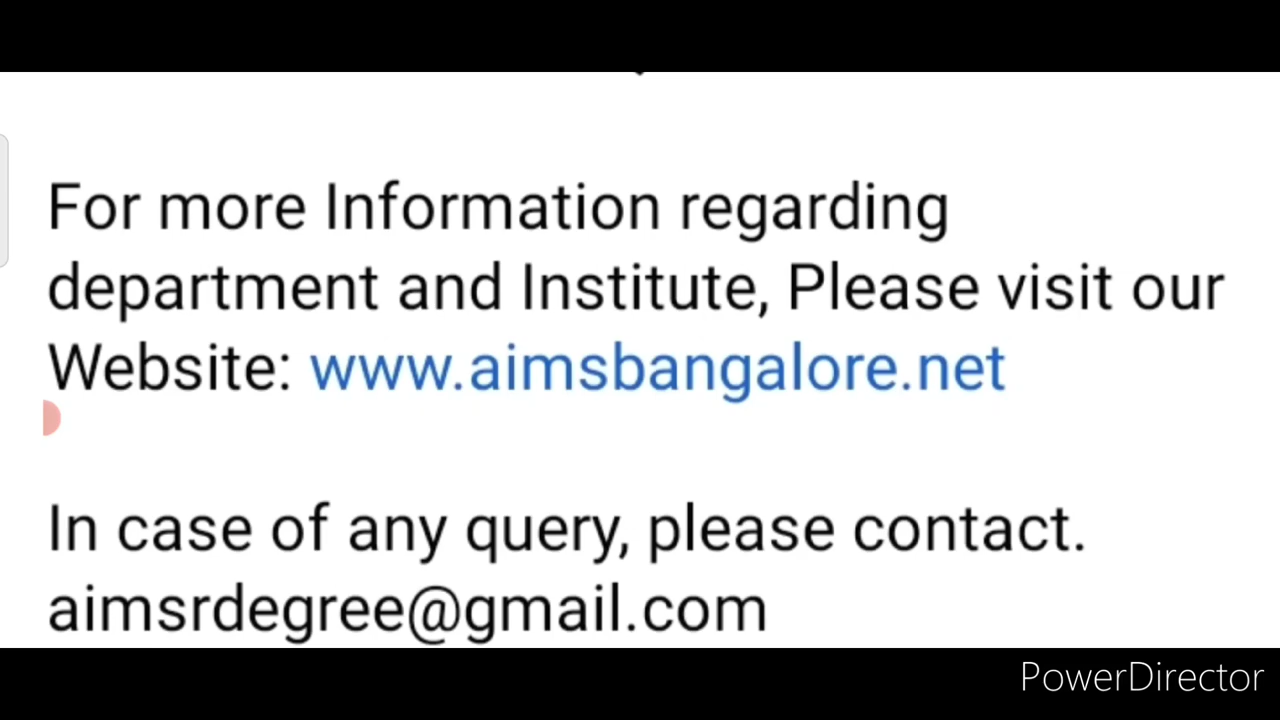 For more Information regarding
department and Institute, Please visit our
Website: www.aimsbangalore.net
In case of any query, please contact.
aimsrdegree@gmail.com
PowerDirector